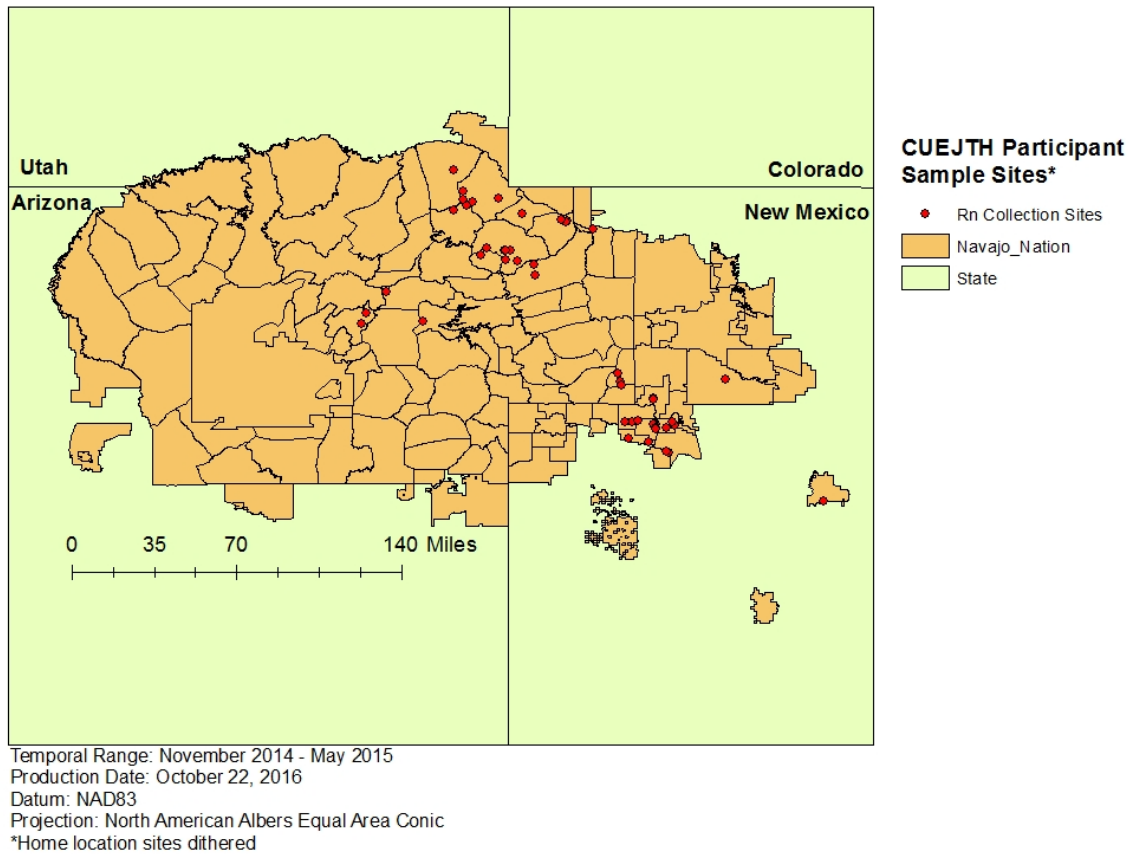 Utah
Colorado
Arizona
New Mexico
CUEJTH Participant
Sample Sites*
Rn Collection Sites
Navajo_Nation
State
0 35 70 140 Miles
Temporal Range: November 2014 - May 2015
Production Date: October 22, 2016
Datum: NAD83
Projection: North American Albers Equal Area Conic
*Home location sites dithered